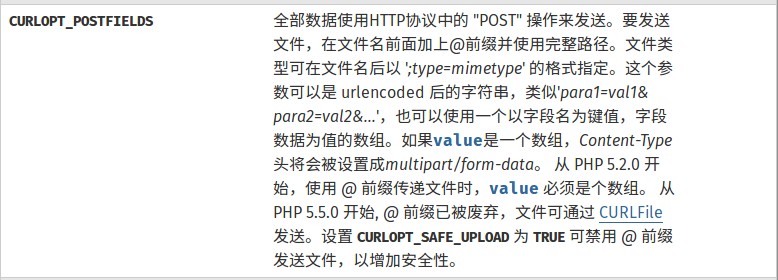 CURLOPT_POSTFIELDS
全部数据使用HTTP协议中的 "POST" 操作来发送。要发送
文件，在文件名前面加上@前缀并使用完整路径。文件类
型可在文件名后以 ';type=mimetype' 的格式指定。这个参
数可以是 urlencoded 后的字符串，类似'para1=val1&
para2=val2&...'，也可以使用一个以字段名为键值，字段
数据为值的数组。如果value是一个数组，Content-Type
头将会被设置成multipart/form-data。 从 PHP 5.2.0 开
始，使用 @ 前缀传递文件时，value 必须是个数组。 从
PHP 5.5.0 开始, @ 前缀已被废弃，文件可通过 CURLFile
发送。设置 CURLOPT_SAFE_UPLOAD 为 TRUE 可禁用 @ 前缀
发送文件，以增加安全性。